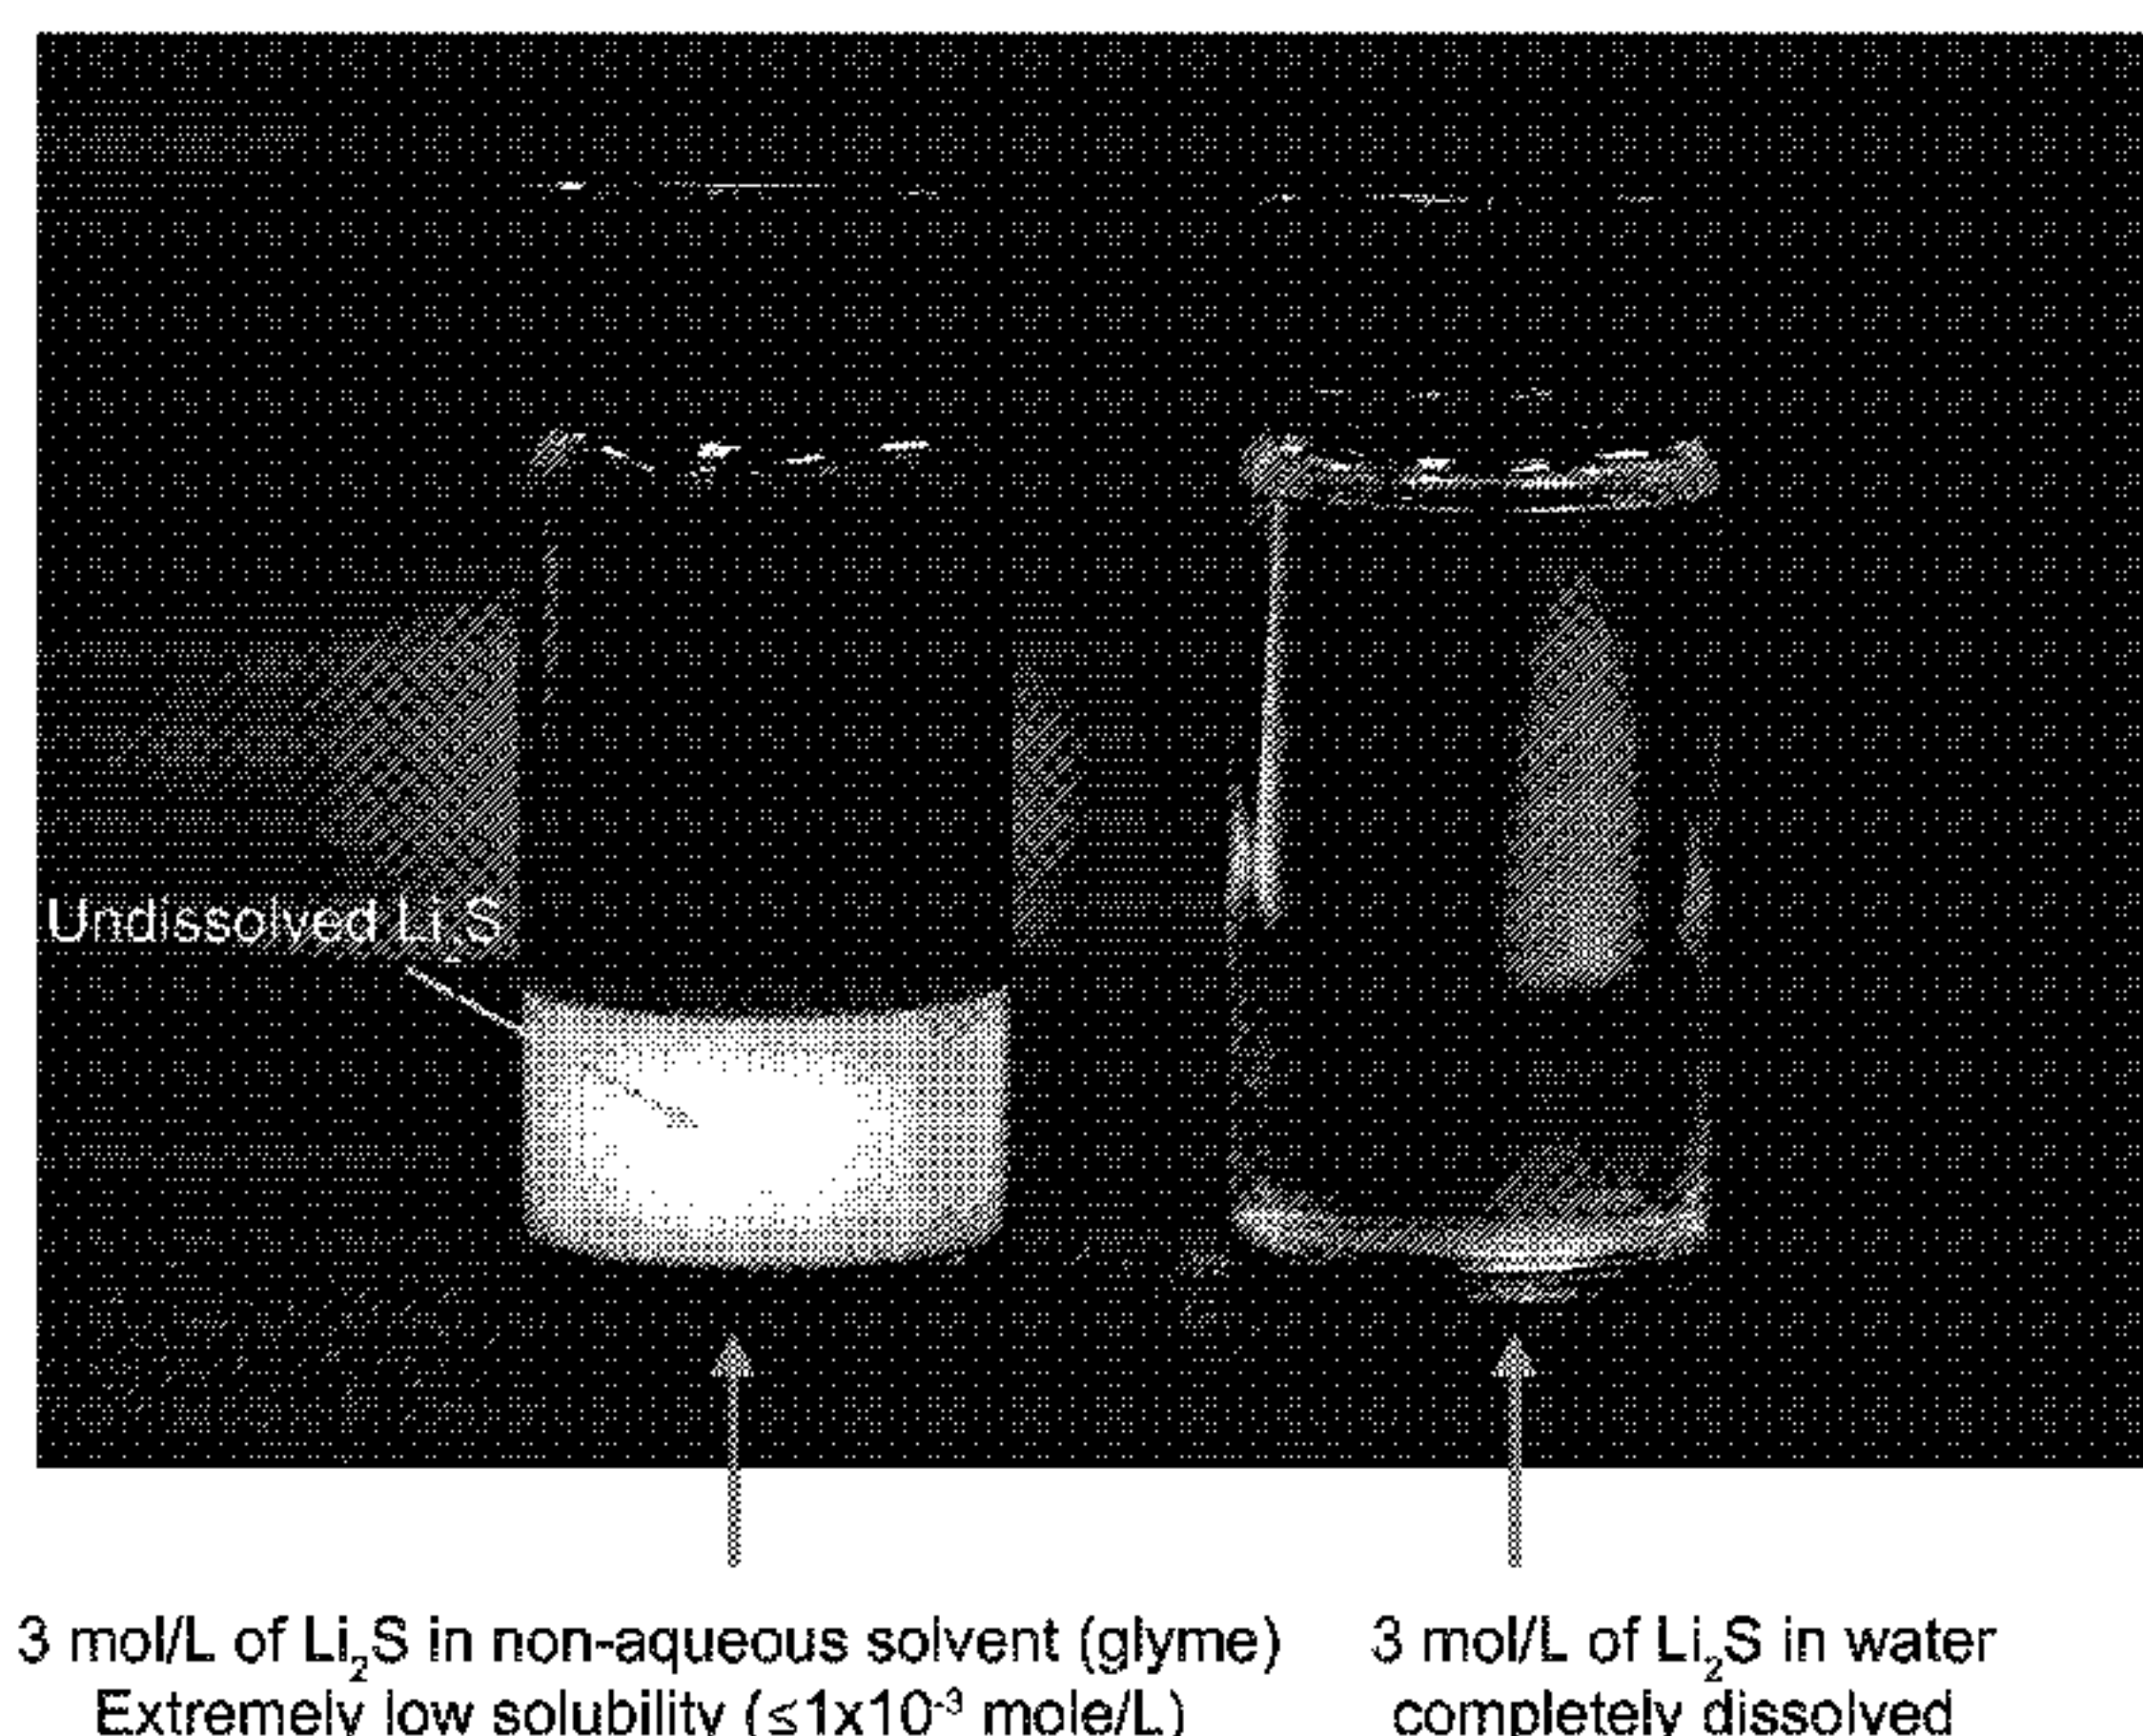 Undissolved Li₂S
3 mol/L of Li₂S in non-aqueous solvent (glyme)
Extremely low solubility (≤1x10⁻³ mole/L)
3 mol/L of Li₂S in water
completely dissolved